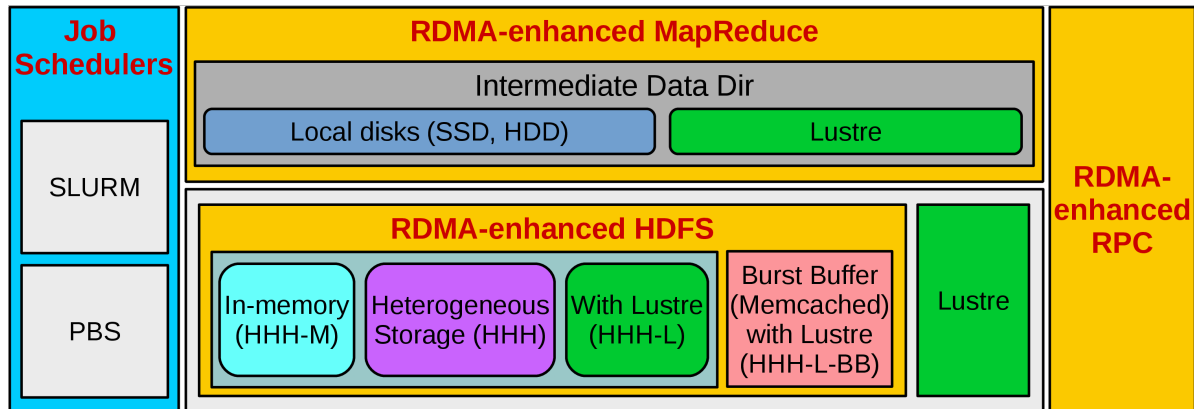 Job
Schedulers
SLURM
PBS
RDMA-enhanced MapReduce
Intermediate Data Dir
Local disks (SSD, HDD)
Lustre
RDMA-enhanced HDFS
In-memory
(HHH-M)
Heterogeneous
Storage (HHH)
With Lustre
(HHH-L)
Burst Buffer
(Memcached)
with Lustre
(HHH-L-BB)
Lustre
RDMA-
enhanced
RPC